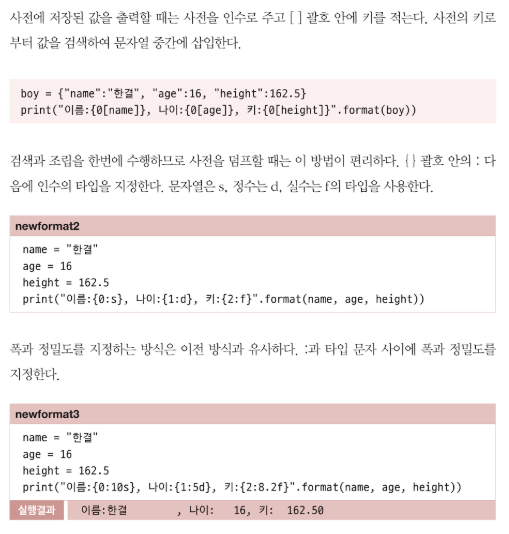 사전에 저장된 값을 출력할 때는 사전을 인수로 주고 [ ] 괄호 안에 키를 적는다. 사전의 키로
부터 값을 검색하여 문자열 중간에 삽입한다.
boy = {"name":"한결", "age":16, "height":162.5}
print("이름:{0[name]}, 나이:{0[age]}, 키:{0[height]}".format(boy))
검색과 조립을 한번에 수행하므로 사전을 덤프할 때는 이 방법이 편리하다. { } 괄호 안의 : 다
음에 인수의 타입을 지정한다. 문자열은 s, 정수는 d, 실수는 f의 타입을 사용한다.
newformat2
name = "한결"
age = 16
height = 162.5
print("이름:{0:s}, 나이:{1:d}, 키:{2:f}".format(name, age, height))
폭과 정밀도를 지정하는 방식은 이전 방식과 유사하다. :과 타입 문자 사이에 폭과 정밀도를
지정한다.
newformat3
name = "한결"
age = 16
height = 162.5
print("이름:{0:10s}, 나이:{1:5d}, 키:{2:8.2f}".format(name, age, height))
실행결과 이름:한결        , 나이:   16, 키:  162.50